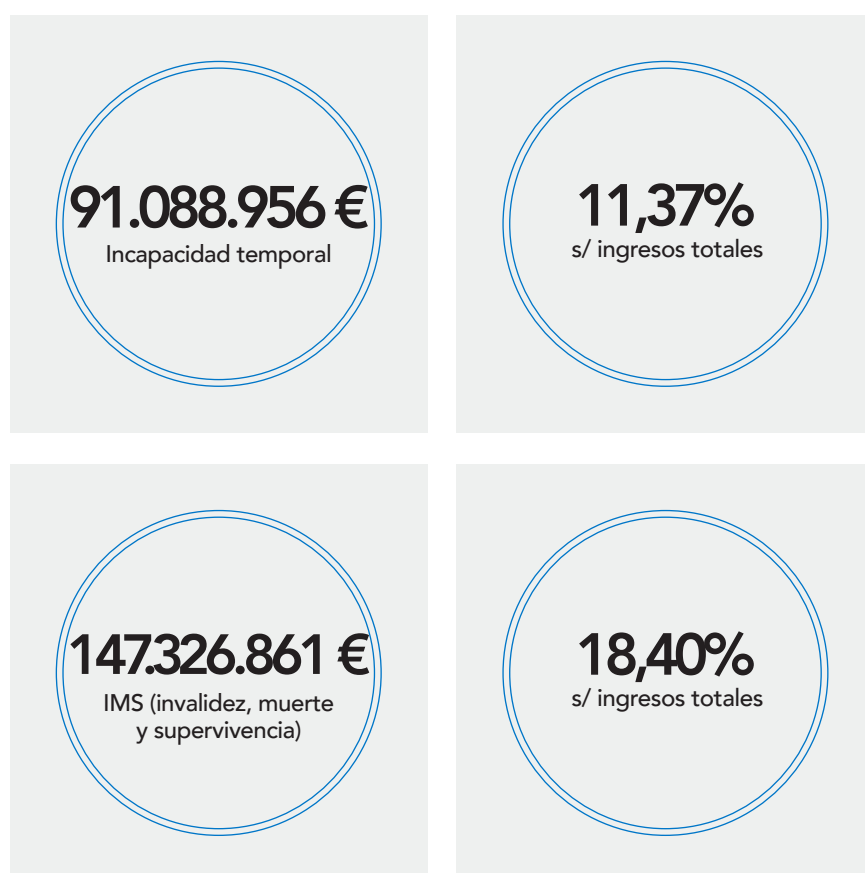 91.088.956 €
Incapacidad temporal
11,37%
s/ ingresos totales
147.326.861 €
IMS (invalidez, muerte
y supervivencia)
18,40%
s/ ingresos totales